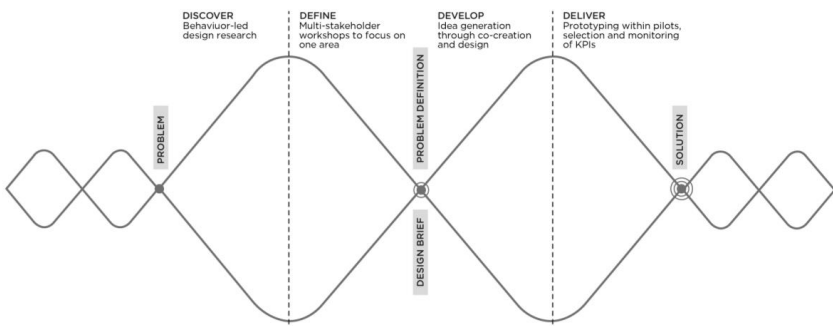 DISCOVER
Behaviuor-led
design research
DEFINE
Multi-stakeholder
workshops to focus on
one area
DEVELOP
Idea generation
through co-creation
and design
DELIVER
Prototyping within pilots,
selection and monitoring
of KPIs
PROBLEM
PROBLEM DEFINITION
DESIGN BRIEF
SOLUTION